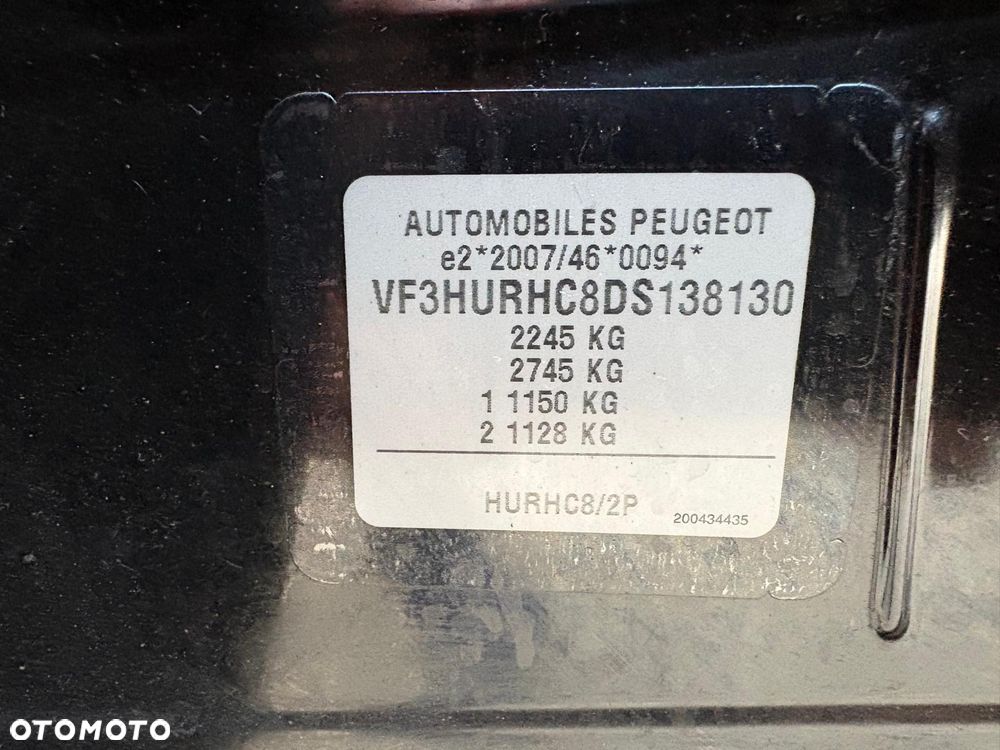 AUTOMOBILES PEUGEOT
e2*2007/46*0094*
VF3HURHC8DS138130
2245 KG
2745 KG
1 1150 KG
2 1128 KG
HURHC8/2P
200434435
OTOMOTO